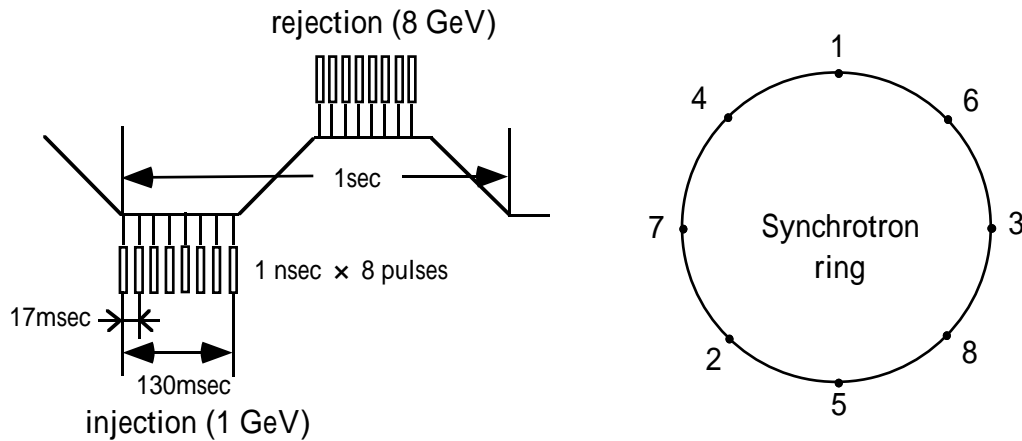 rejection (8 GeV)
1sec
1 nsec × 8 pulses
17msec
130msec
injection (1 GeV)
1
4
6
7
3
Synchrotron
ring
2
8
5